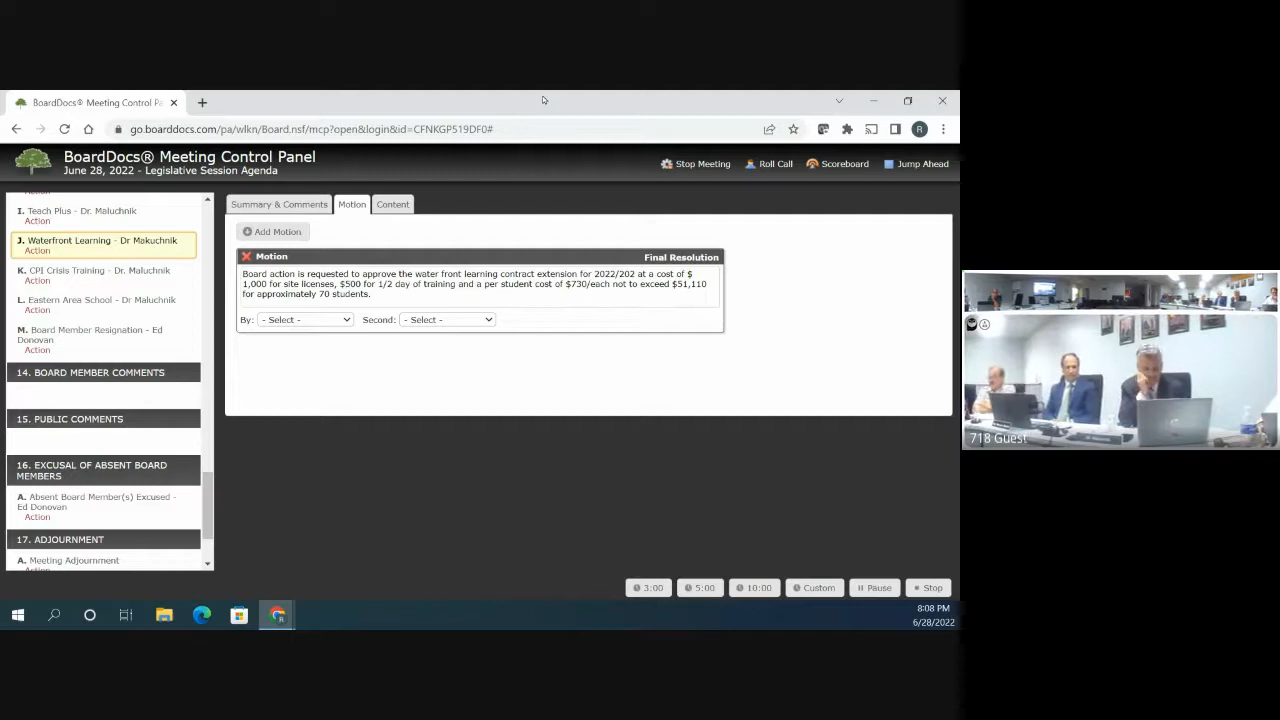 BoardDocs® Meeting Control Pa
go.boarddocs.com/pa/wlkn/Board.nsf/mcp?open&login&id=CFNKGP519DF0#
R
BoardDocs® Meeting Control Panel
June 28, 2022 - Legislative Session Agenda
Stop Meeting
Roll Call
Scoreboard
Jump Ahead
I. Teach Plus - Dr. Maluchnik
Action
J. Waterfront Learning - Dr Makuchnik
Action
K. CPI Crisis Training - Dr. Maluchnik
Action
L. Eastern Area School - Dr Maluchnik
Action
M. Board Member Resignation - Ed
Donovan
Action
14. BOARD MEMBER COMMENTS
15. PUBLIC COMMENTS
16. EXCUSAL OF ABSENT BOARD
MEMBERS
A. Absent Board Member(s) Excused -
Ed Donovan
Action
17. ADJOURNMENT
A. Meeting Adjournment
Summary & Comments
Motion
Content
Add Motion
Motion
Final Resolution
Board action is requested to approve the water front learning contract extension for 2022/202 at a cost of $
1,000 for site licenses, $500 for 1/2 day of training and a per student cost of $730/each not to exceed $51,110
for approximately 70 students.
By: - Select - Second: - Select -
3:00
5:00
10:00
Custom
Pause
Stop
8:08 PM
6/28/2022
718 Guest